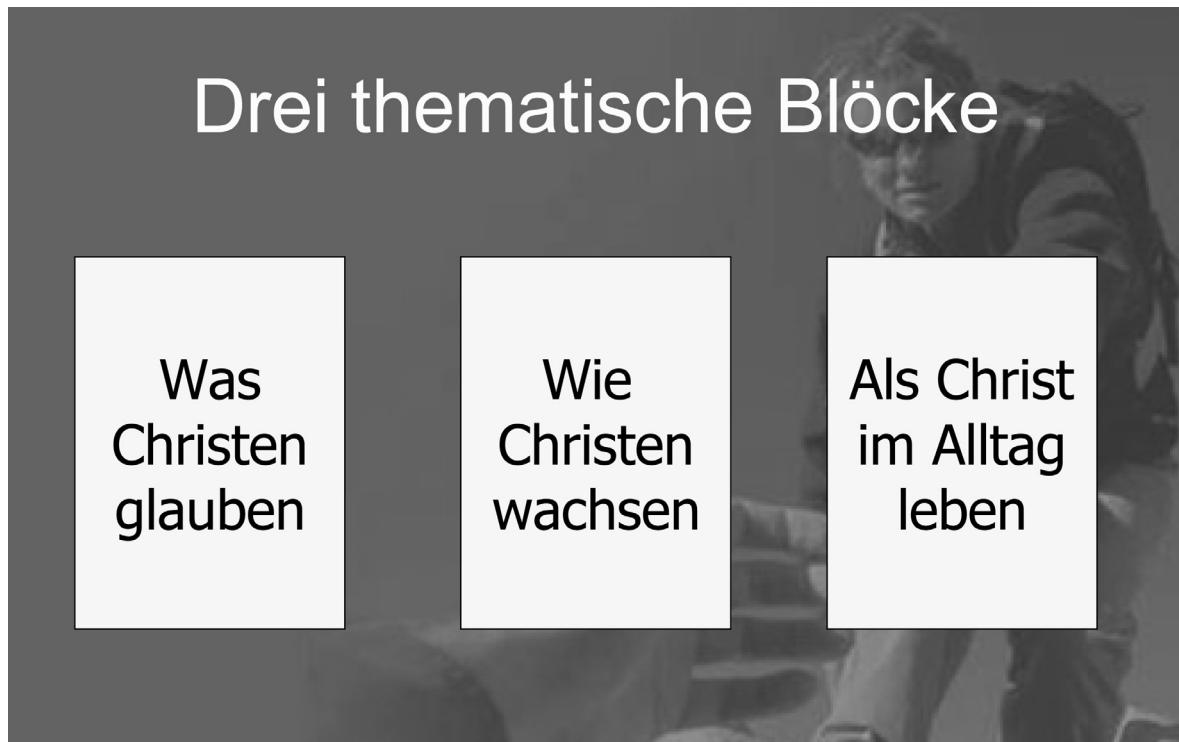 Drei thematische Blöcke
Was
Christen
glauben
Wie
Christen
wachsen
Als Christ
im Alltag
leben